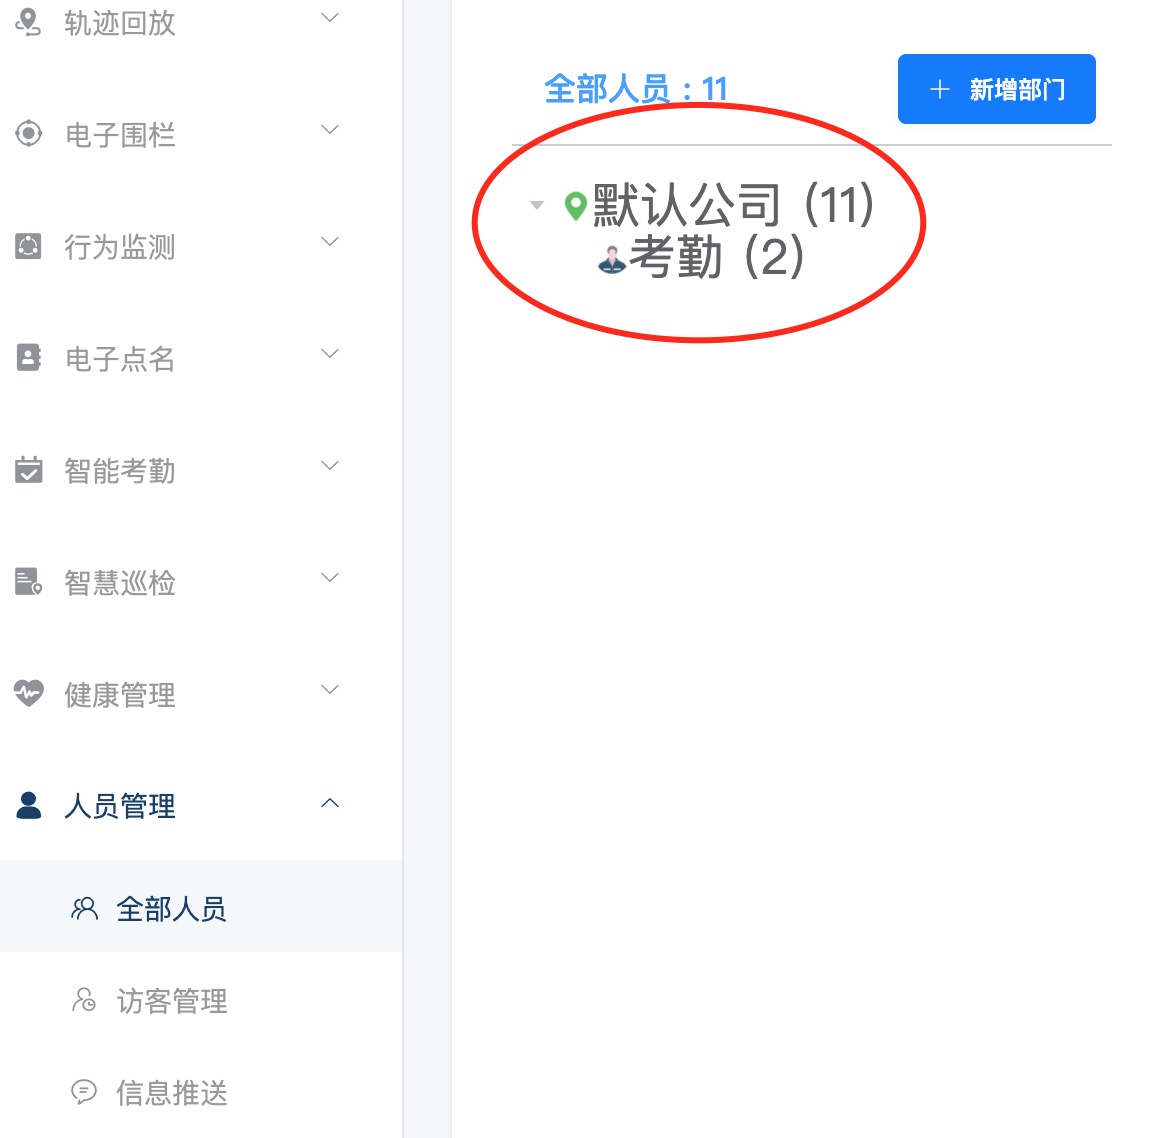 轨迹回放
电子围栏
行为监测
电子点名
智能考勤
智慧巡检
健康管理
人员管理
全部人员
访客管理
信息推送
全部人员：11
+ 新增部门
默认公司 (11)
考勤 (2)